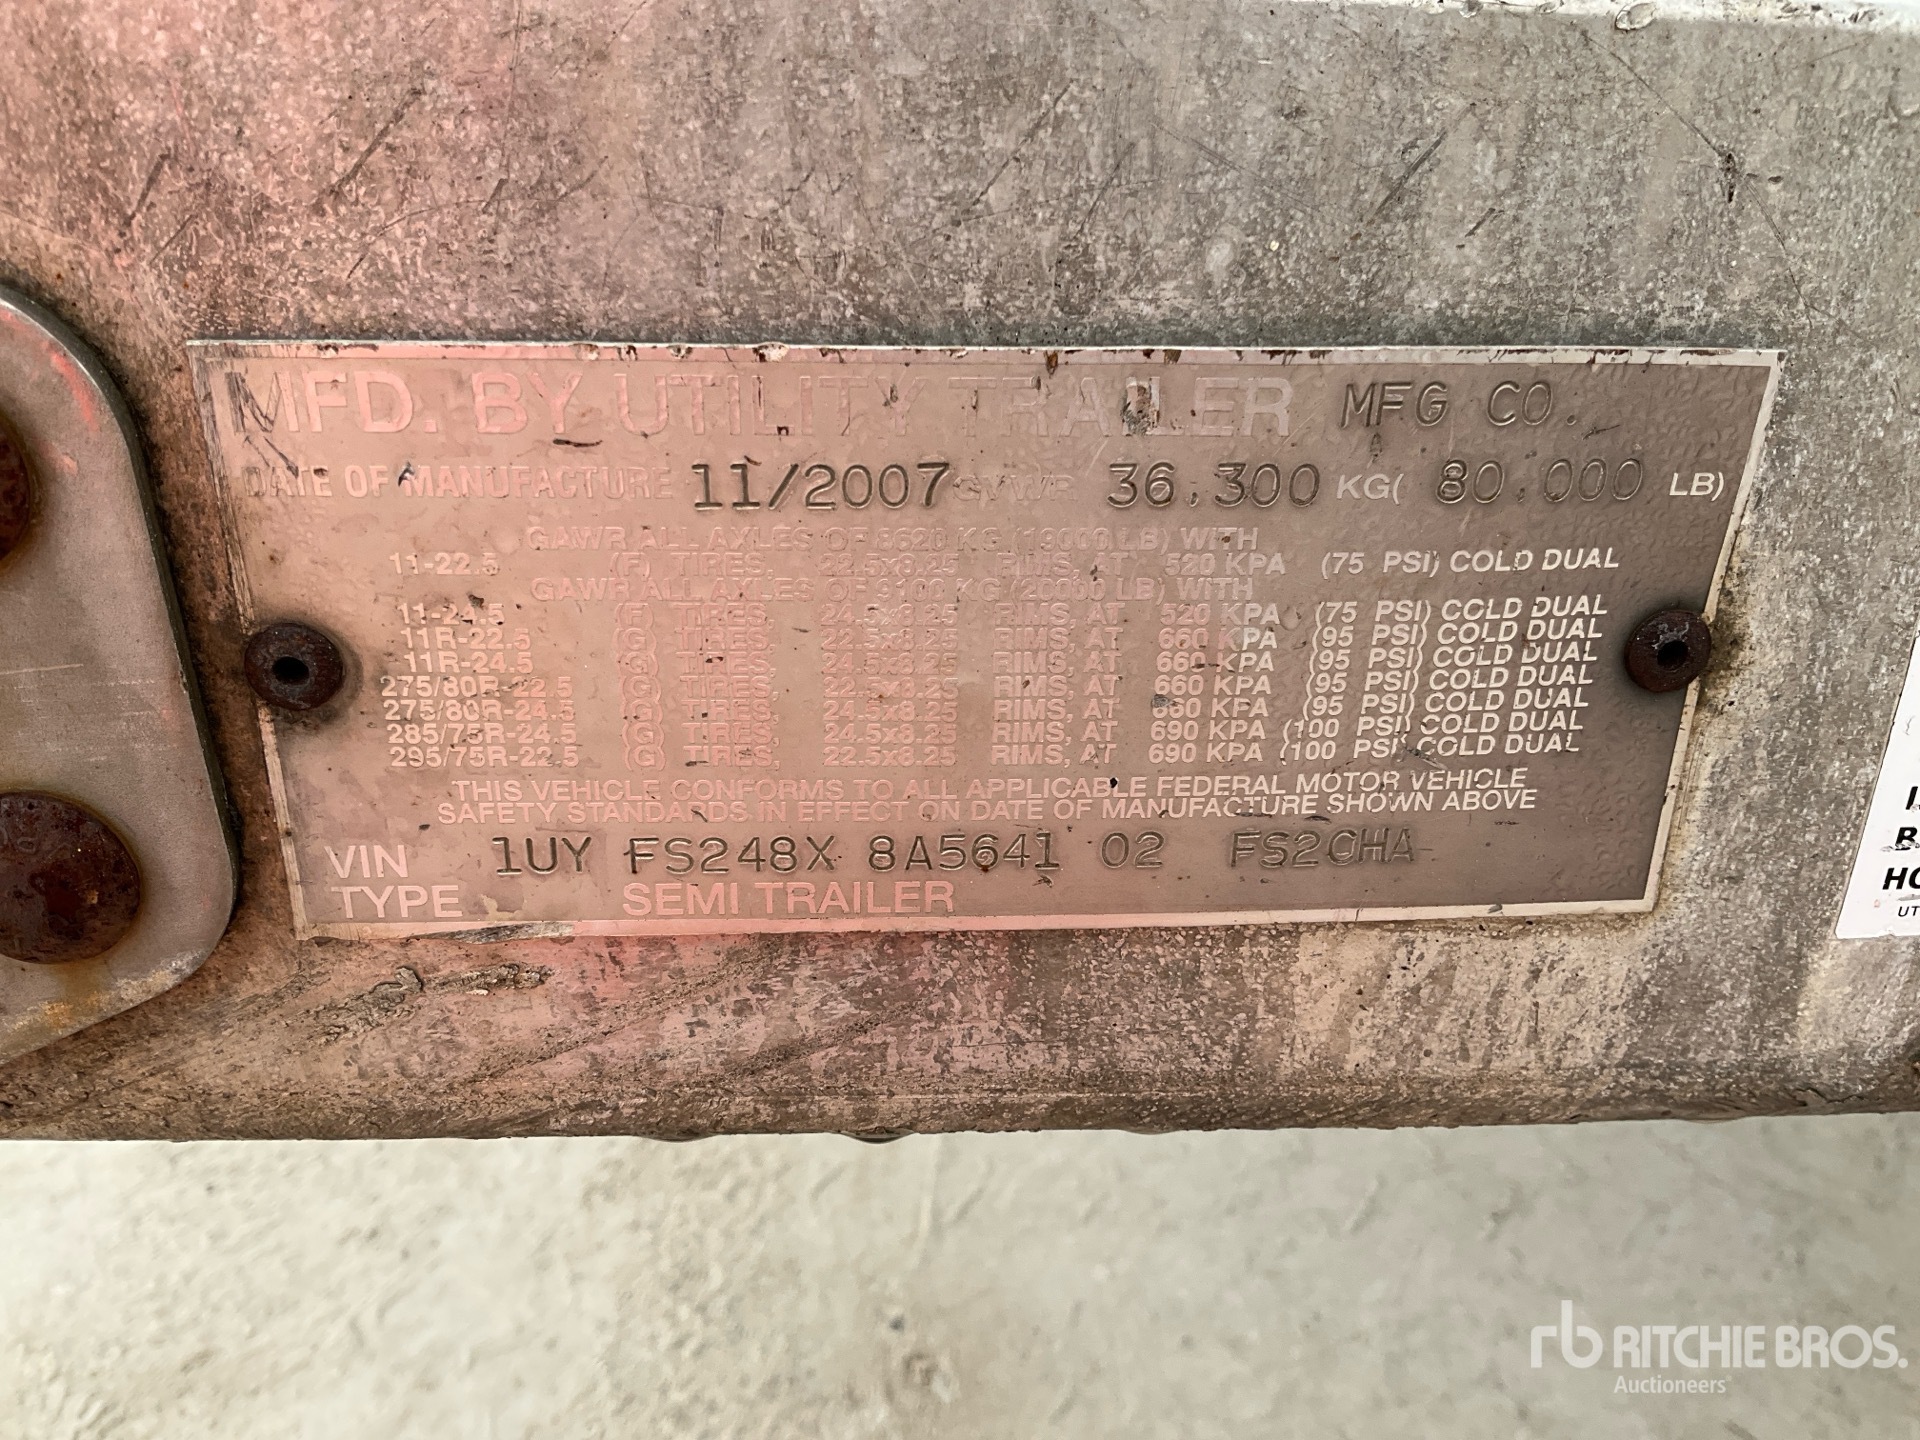 MFD. BY UTILITY TRAILER MFG CO.
DATE OF MANUFACTURE 11/2007 GVWR 36,300 KG( 80,000 LB)
GAWR ALL AXLES OF 8620 KG (19000 LB) WITH
11-22.5 (F) TIRES, 22.5x8.25 RIMS, AT 520 KPA (75 PSI) COLD DUAL
GAWR ALL AXLES OF 9100 KG (20000 LB) WITH
11-24.5 (F) TIRES, 24.5x8.25 RIMS, AT 520 KPA (75 PSI) COLD DUAL
11R-22.5 (G) TIRES, 22.5x8.25 RIMS, AT 660 KPA (95 PSI) COLD DUAL
11R-24.5 (G) TIRES, 24.5x8.25 RIMS, AT 660 KPA (95 PSI) COLD DUAL
275/80R-22.5 (G) TIRES, 22.5x8.25 RIMS, AT 660 KPA (95 PSI) COLD DUAL
275/80R-24.5 (G) TIRES, 24.5x8.25 RIMS, AT 660 KPA (95 PSI) COLD DUAL
285/75R-24.5 (G) TIRES, 24.5x8.25 RIMS, AT 690 KPA (100 PSI) COLD DUAL
295/75R-22.5 (G) TIRES, 22.5x8.25 RIMS, AT 690 KPA (100 PSI) COLD DUAL
THIS VEHICLE CONFORMS TO ALL APPLICABLE FEDERAL MOTOR VEHICLE
SAFETY STANDARDS IN EFFECT ON DATE OF MANUFACTURE SHOWN ABOVE
VIN 1UY FS248X 8A5641 02 FS2CHA
TYPE SEMI TRAILER
HO
UT
rb RITCHIE BROS.
Auctioneers